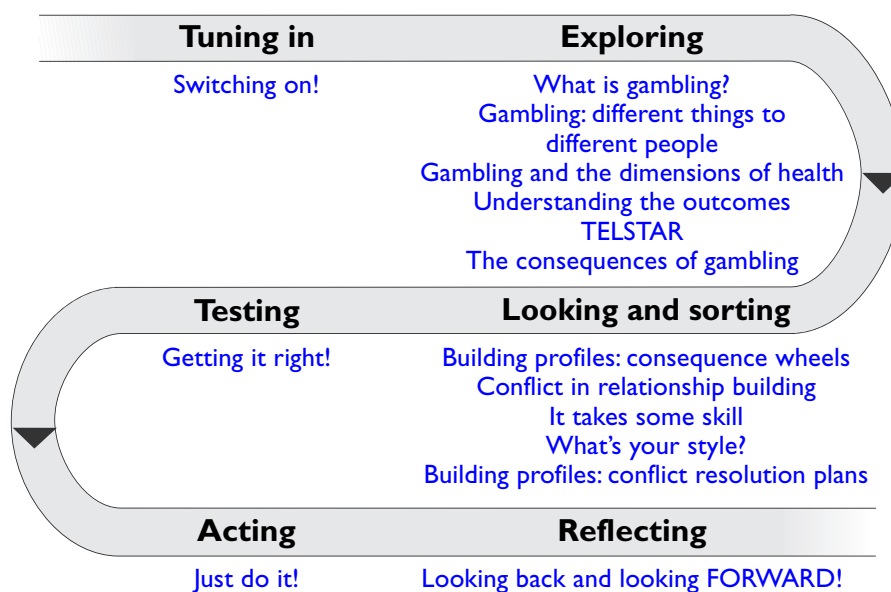 Tuning in
Exploring
Switching on!
What is gambling?
Gambling: different things to
different people
Gambling and the dimensions of health
Understanding the outcomes
TELSTAR
The consequences of gambling
Testing
Looking and sorting
Getting it right!
Building profiles: consequence wheels
Conflict in relationship building
It takes some skill
What's your style?
Building profiles: conflict resolution plans
Acting
Reflecting
Just do it!
Looking back and looking FORWARD!